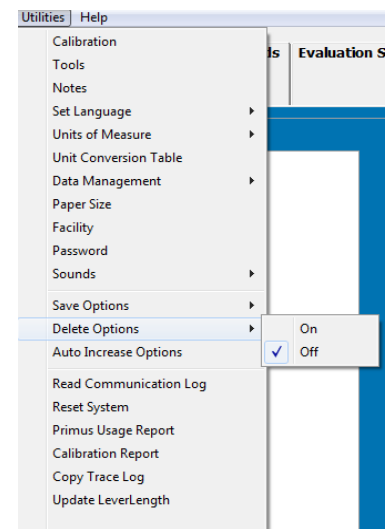 Utilities Help
Calibration
Tools
Notes
Set Language
Units of Measure
Unit Conversion Table
Data Management
Paper Size
Facility
Password
Sounds
Save Options
Delete Options
Auto Increase Options
Read Communication Log
Reset System
Primus Usage Report
Calibration Report
Copy Trace Log
Update LeverLength
On
Off
ds
Evaluation S